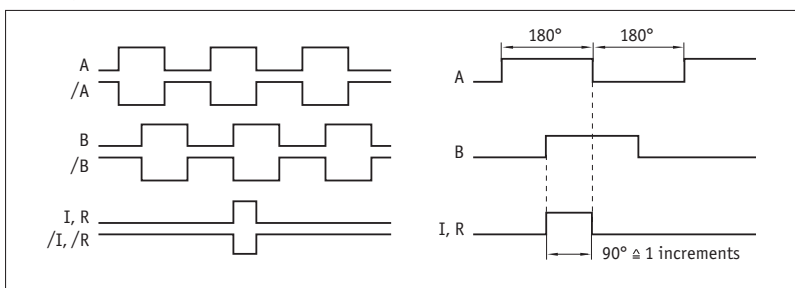 A
/A
B
/B
I, R
/I, /R
180° 180°
A
B
I, R
90° ≙ 1 increments